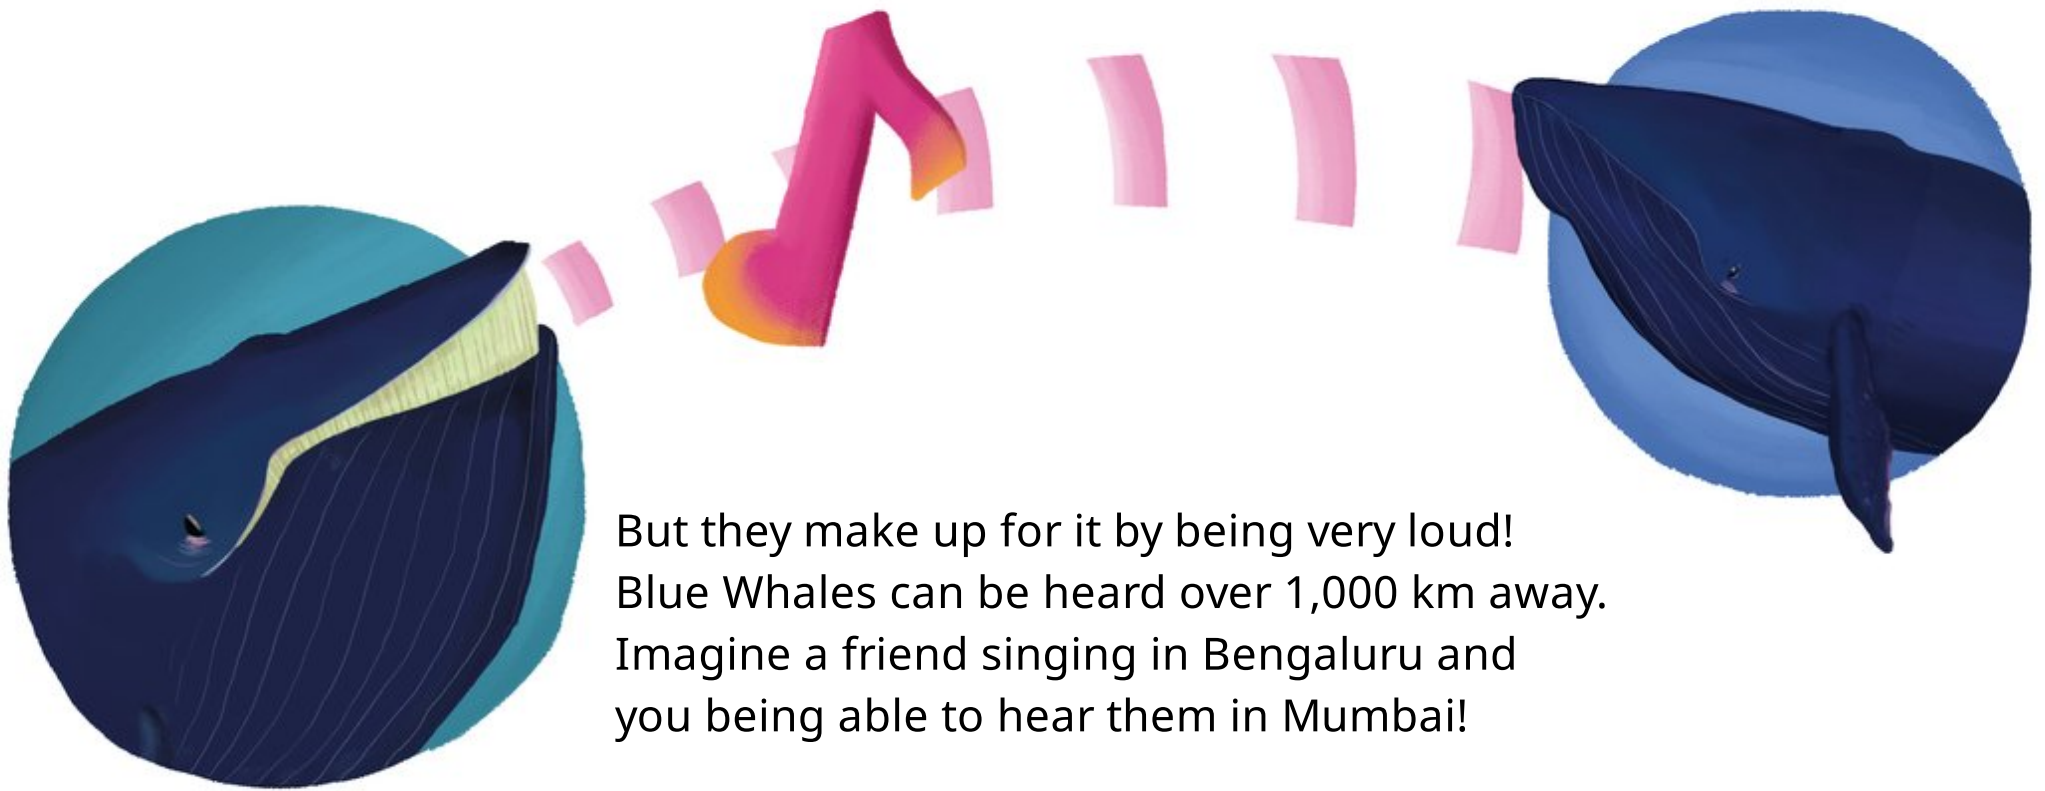 But they make up for it by being very loud!
Blue Whales can be heard over 1,000 km away.
Imagine a friend singing in Bengaluru and
you being able to hear them in Mumbai!